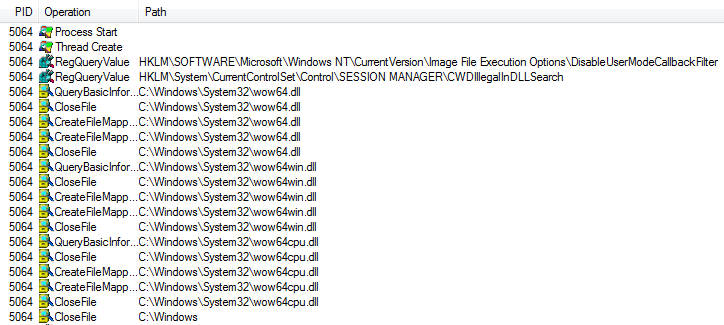 PID Operation Path
5064 Process Start
5064 Thread Create
5064 RegQueryValue HKLM\SOFTWARE\Microsoft\Windows NT\CurrentVersion\Image File Execution Options\DisableUserModeCallbackFilter
5064 RegQueryValue HKLM\System\CurrentControlSet\Control\SESSION MANAGER\CWDIllegalInDLLSearch
5064 QueryBasicInfor... C:\Windows\System32\wow64.dll
5064 CloseFile C:\Windows\System32\wow64.dll
5064 CreateFileMapp... C:\Windows\System32\wow64.dll
5064 CreateFileMapp... C:\Windows\System32\wow64.dll
5064 CloseFile C:\Windows\System32\wow64.dll
5064 QueryBasicInfor... C:\Windows\System32\wow64win.dll
5064 CloseFile C:\Windows\System32\wow64win.dll
5064 CreateFileMapp... C:\Windows\System32\wow64win.dll
5064 CreateFileMapp... C:\Windows\System32\wow64win.dll
5064 CloseFile C:\Windows\System32\wow64win.dll
5064 QueryBasicInfor... C:\Windows\System32\wow64cpu.dll
5064 CloseFile C:\Windows\System32\wow64cpu.dll
5064 CreateFileMapp... C:\Windows\System32\wow64cpu.dll
5064 CreateFileMapp... C:\Windows\System32\wow64cpu.dll
5064 CloseFile C:\Windows\System32\wow64cpu.dll
5064 CloseFile C:\Windows